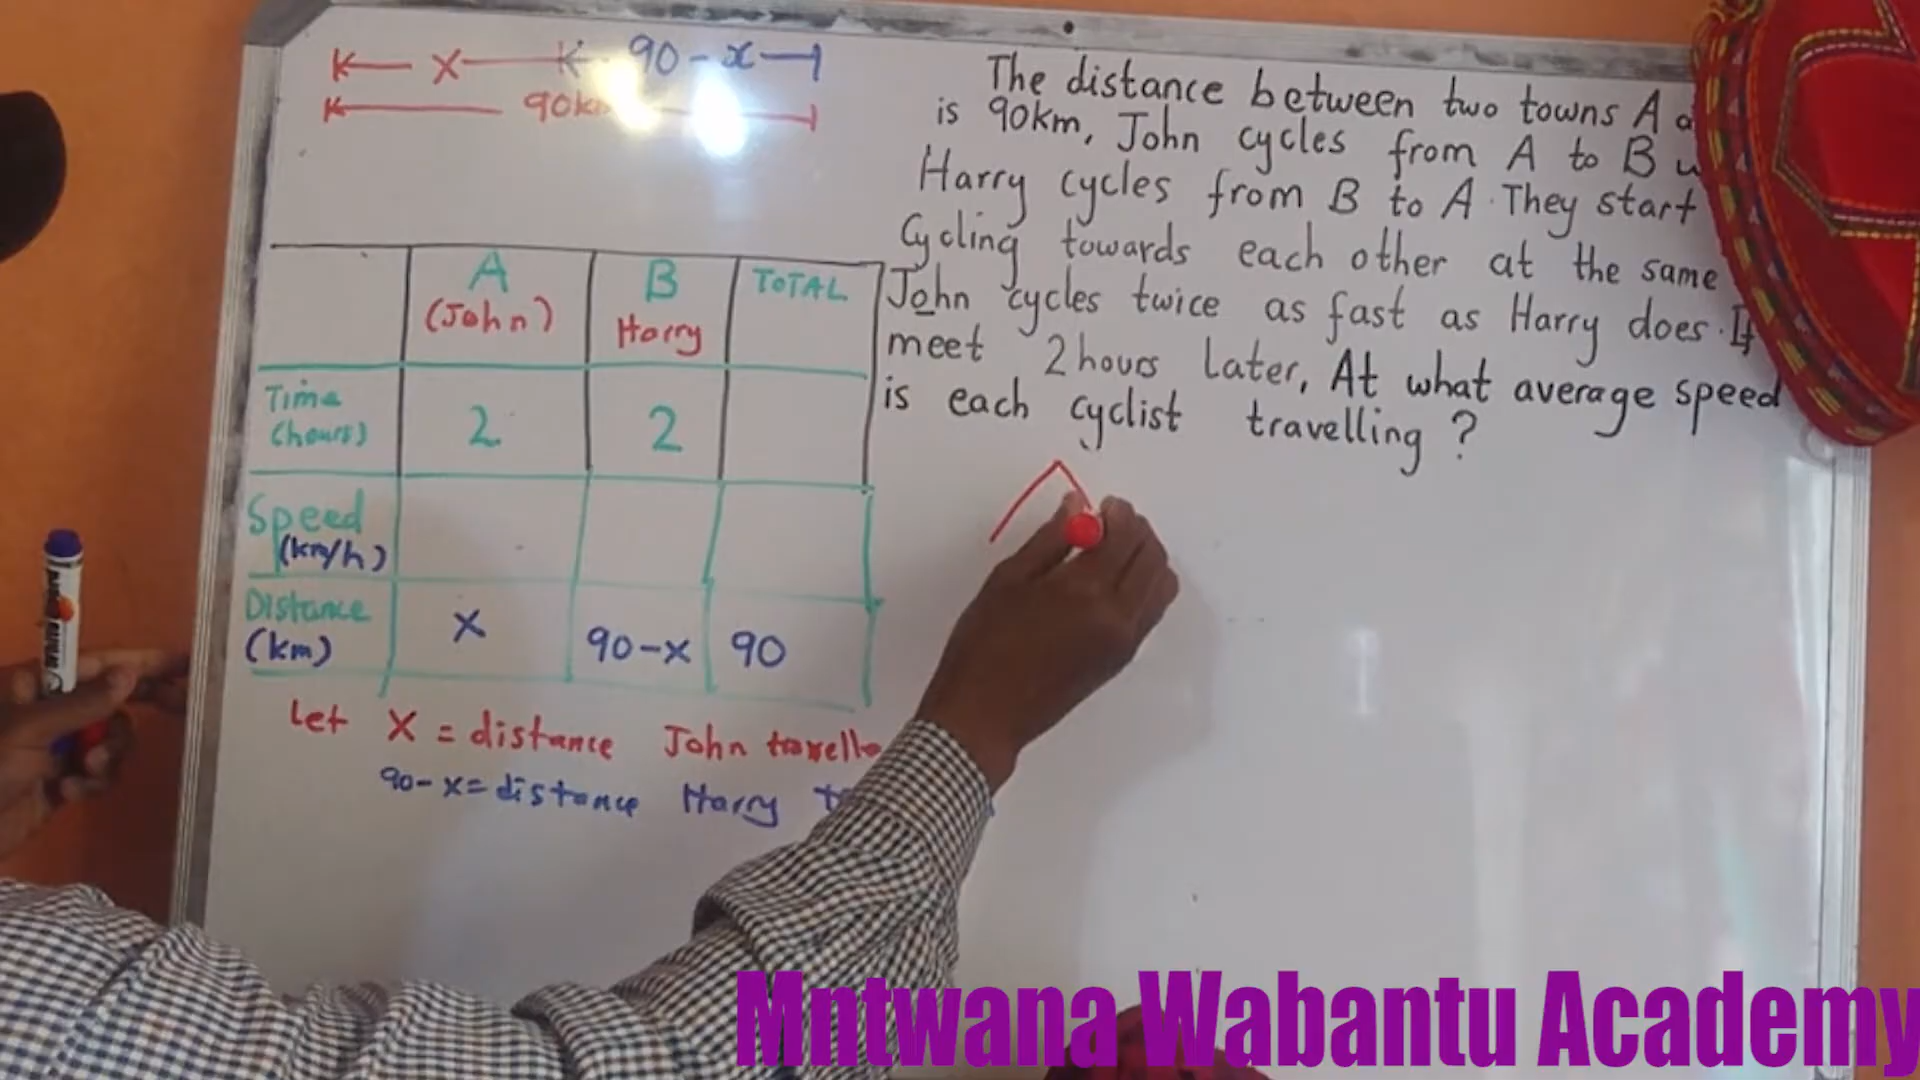 x 90-x
90km
The distance between two towns A
is 90km, John cycles from A to B
Harry cycles from B to A. They start
Cycling towards each other at the same
John cycles twice as fast as Harry does. If
meet 2 hours later, At what average speed
is each cyclist travelling?
A B TOTAL
(John) Harry
Time
(hours) 2 2
Speed
(km/h)
Distance
(km) x 90-x 90
Let X = distance John
90-x = distance Harry
Mntwana Wabantu Academy